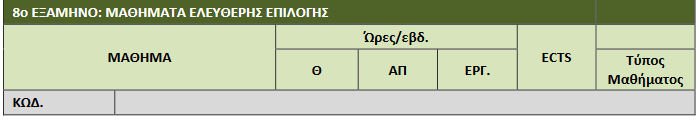 8ο ΕΞΑΜΗΝΟ: ΜΑΘΗΜΑΤΑ ΕΛΕΥΘΕΡΗΣ ΕΠΙΛΟΓΗΣ
ΜΑΘΗΜΑ
Ώρες/εβδ.
Θ ΑΠ ΕΡΓ.
ECTS
Τύπος
Μαθήματος
ΚΩΔ.